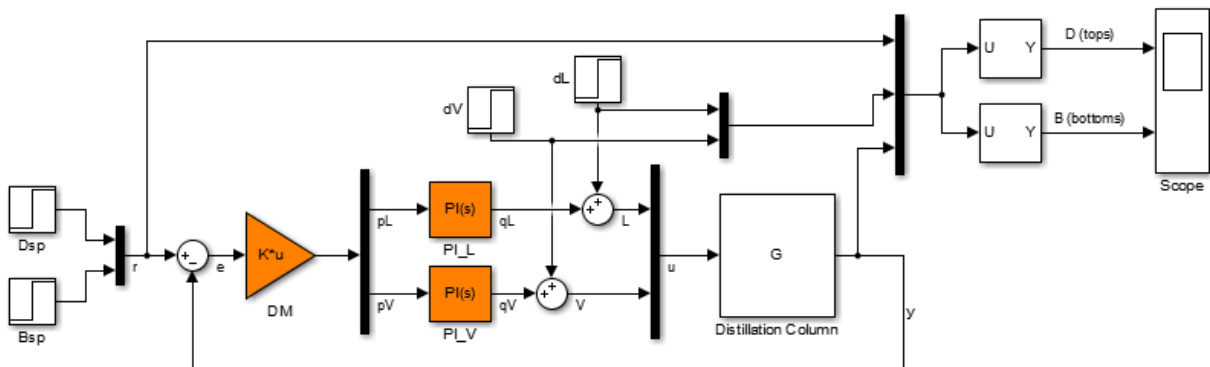 dL
dV
U Y
D (tops)
U Y
B (bottoms)
Scope
Dsp
Bsp
r
+
−
e
K*u
DM
pL
PI(s)
PI_L
qL
+
+
L
pV
PI(s)
PI_V
qV
+
+
V
u
G
Distillation Column
y